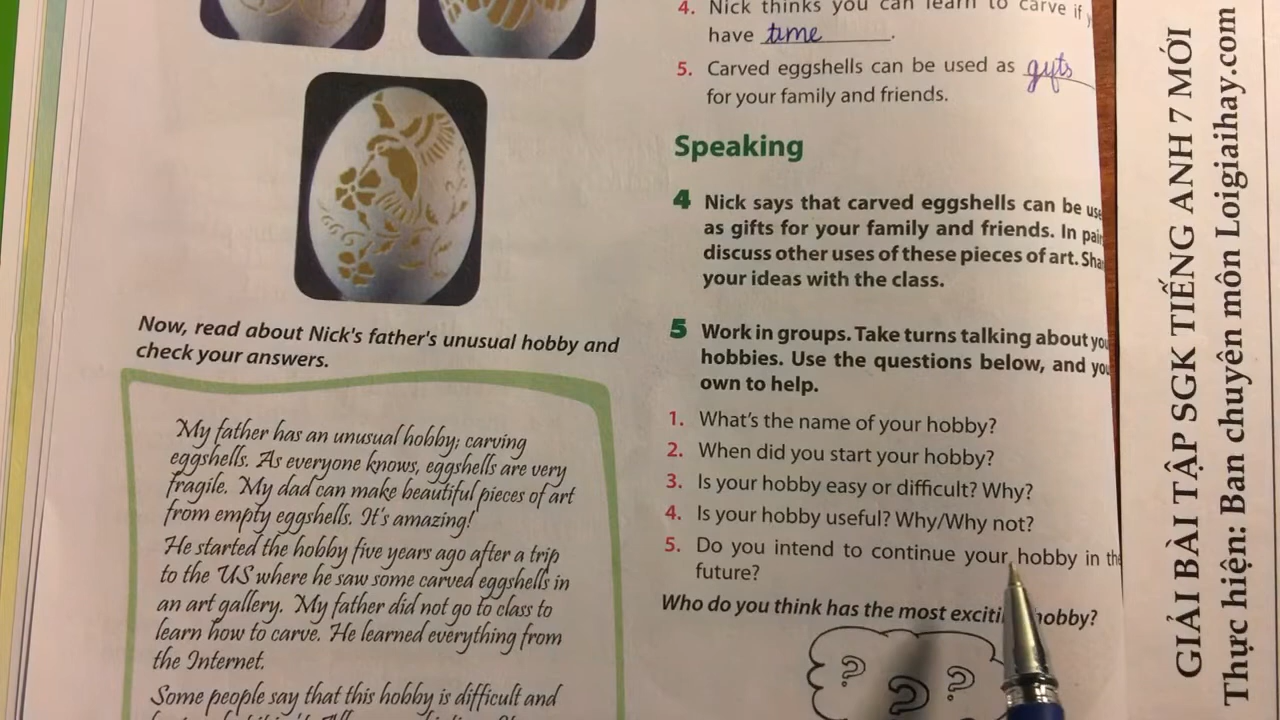 Now, read about Nick's father's unusual hobby and
check your answers.
My father has an unusual hobby: carving
eggshells. As everyone knows, eggshells are very
fragile. My dad can make beautiful pieces of art
from empty eggshells. It's amazing!
He started the hobby five years ago after a trip
to the US where he saw some carved eggshells in
an art gallery. My father did not go to class to
learn how to carve. He learned everything from
the Internet.
Some people say that this hobby is difficult and
4. Nick thinks you can learn to carve if
have time.
5. Carved eggshells can be used as gifts
for your family and friends.
Speaking
4 Nick says that carved eggshells can be
as gifts for your family and friends. In
discuss other uses of these pieces of art.
your ideas with the class.
5 Work in groups. Take turns talking about
hobbies. Use the questions below, and
own to help.
1. What's the name of your hobby?
2. When did you start your hobby?
3. Is your hobby easy or difficult? Why?
4. Is your hobby useful? Why/Why not?
5. Do you intend to continue your hobby in the
future?
Who do you think has the most hobby?
? ? ?
GIẢI BÀI TẬP SGK TIẾNG ANH 7 MỚI
Thực hiện: Ban chuyên môn Loigiaihay.com